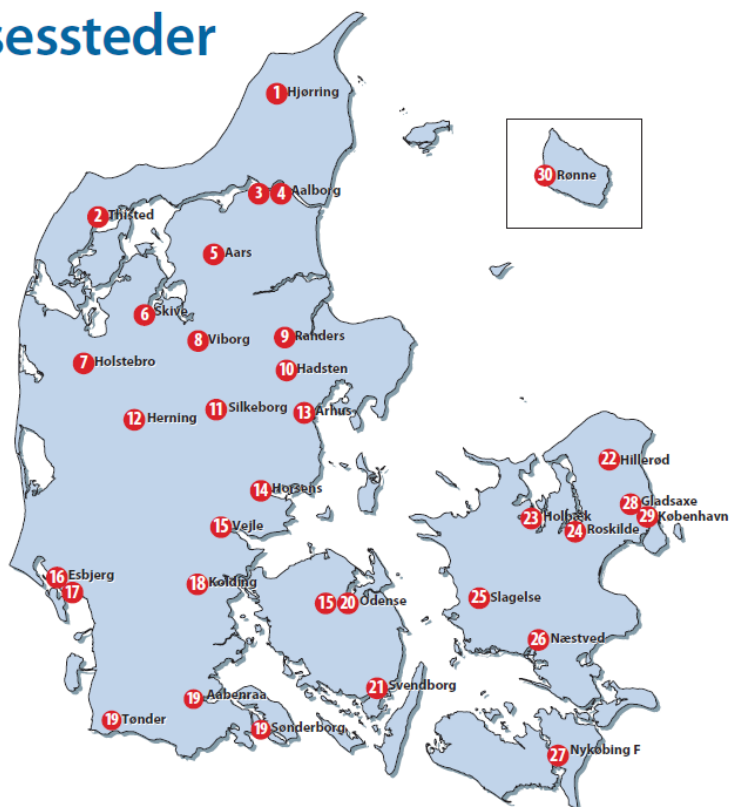 sessteder
1 Hjørring
30 Rønne
3 4 Aalborg
2 Thisted
5 Aars
6 Skive
8 Viborg
9 Randers
7 Holstebro
10 Hadsten
11 Silkeborg
12 Herning
13 Århus
22 Hillerød
14 Horsens
28 Gladsaxe
23 Holbæk
29 København
15 Vejle
24 Roskilde
16 Esbjerg
17
18 Kolding
15 20 Odense
25 Slagelse
26 Næstved
21 Svendborg
19 Aabenraa
19 Tønder
19 Sønderborg
27 Nykøbing F